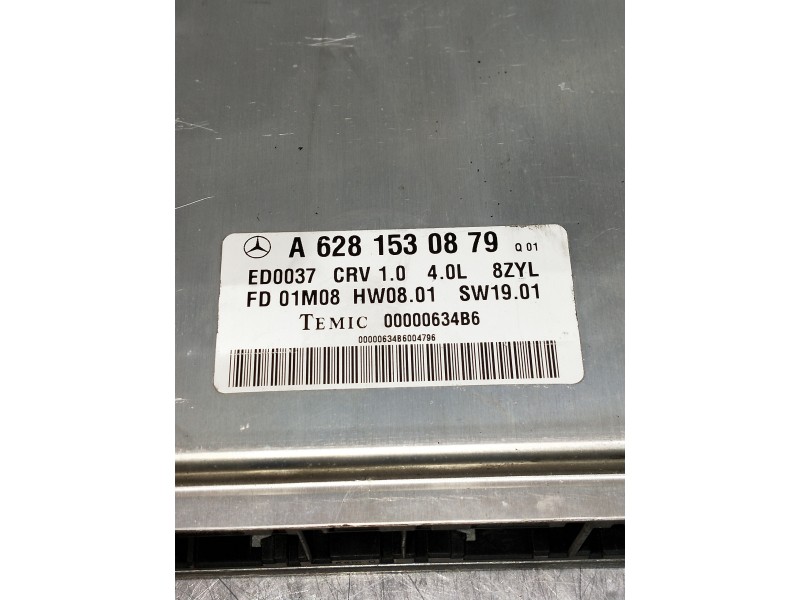 A 628 153 08 79 Q 01
ED0037 CRV 1.0 4.0L 8ZYL
FD 01M08 HW08.01 SW19.01
TEMIC 00000634B6
00000634B6004796